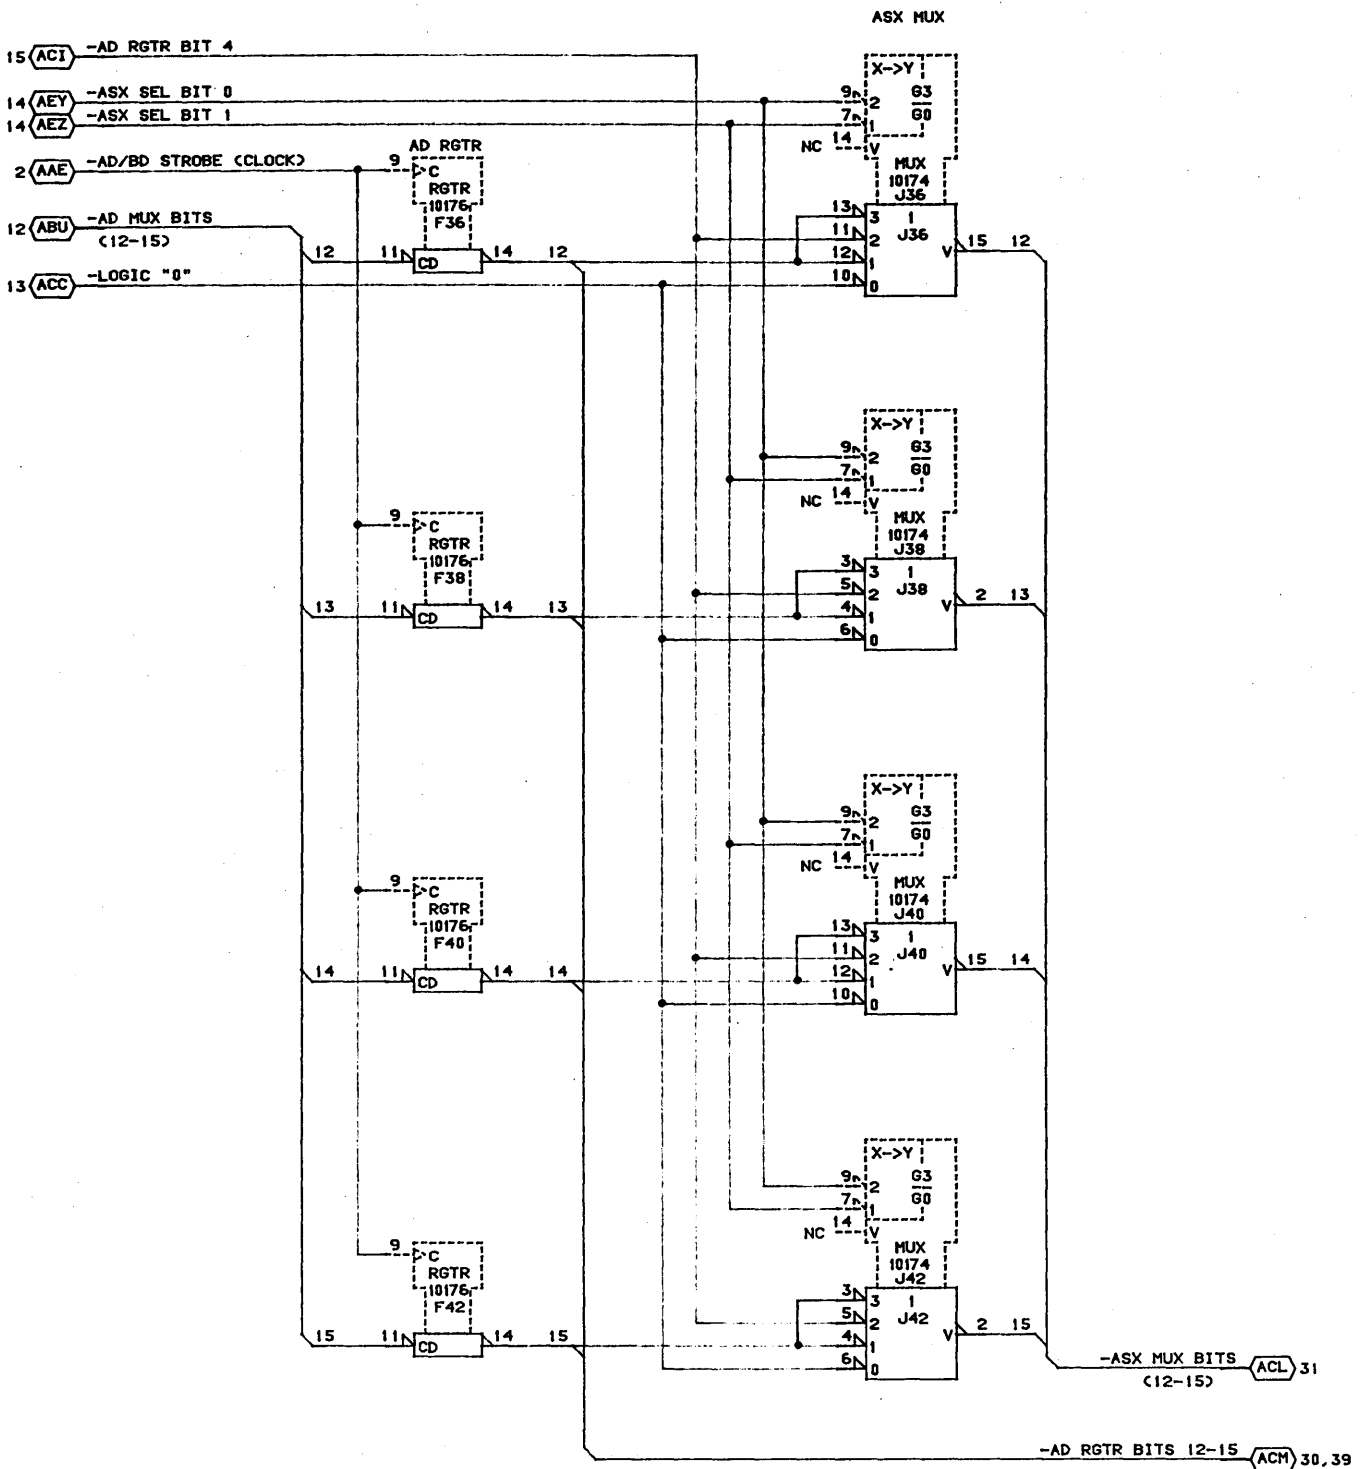 ASX MUX
15 ACI -AD RGTR BIT 4
14 AEY -ASX SEL BIT 0
14 AEZ -ASX SEL BIT 1
2 AAE -AD/BD STROBE (CLOCK)
12 ABU -AD MUX BITS
(12-15)
13 ACC -LOGIC "0"
AD RGTR
9 C
RGTR
10176
F36
12 11 CD 14 12
X->Y
9 2 G3
7 1 G0
NC 14 V
MUX
10174
J36
13 3 1
11 2 J36
12 1 V 15 12
10 0
9 C
RGTR
10176
F38
13 11 CD 14 13
X->Y
9 2 G3
7 1 G0
NC 14 V
MUX
10174
J38
3 3 1
5 2 J38
4 1 V 2 13
6 0
9 C
RGTR
10176
F40
14 11 CD 14 14
X->Y
9 2 G3
7 1 G0
NC 14 V
MUX
10174
J40
13 3 1
11 2 J40
12 1 V 15 14
10 0
9 C
RGTR
10176
F42
15 11 CD 14 15
X->Y
9 2 G3
7 1 G0
NC 14 V
MUX
10174
J42
3 3 1
5 2 J42
4 1 V 2 15
6 0
-ASX MUX BITS ACL 31
(12-15)
-AD RGTR BITS 12-15 ACM 30,39